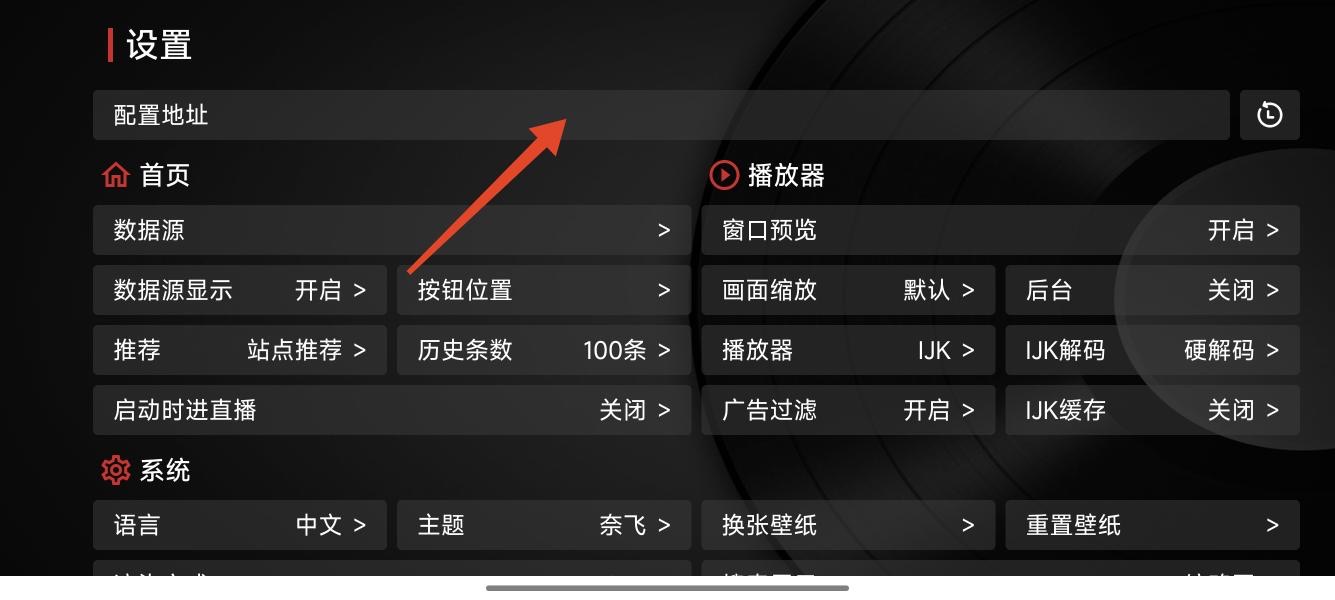 设置
配置地址
首页
播放器
数据源 >
窗口预览 开启 >
数据源显示 开启 > 按钮位置 >
画面缩放 默认 > 后台 关闭 >
推荐 站点推荐 > 历史条数 100条 >
播放器 IJK > IJK解码 硬解码 >
启动时进直播 关闭 >
广告过滤 开启 > IJK缓存 关闭 >
系统
语言 中文 > 主题 奈飞 > 换张壁纸 > 重置壁纸 >